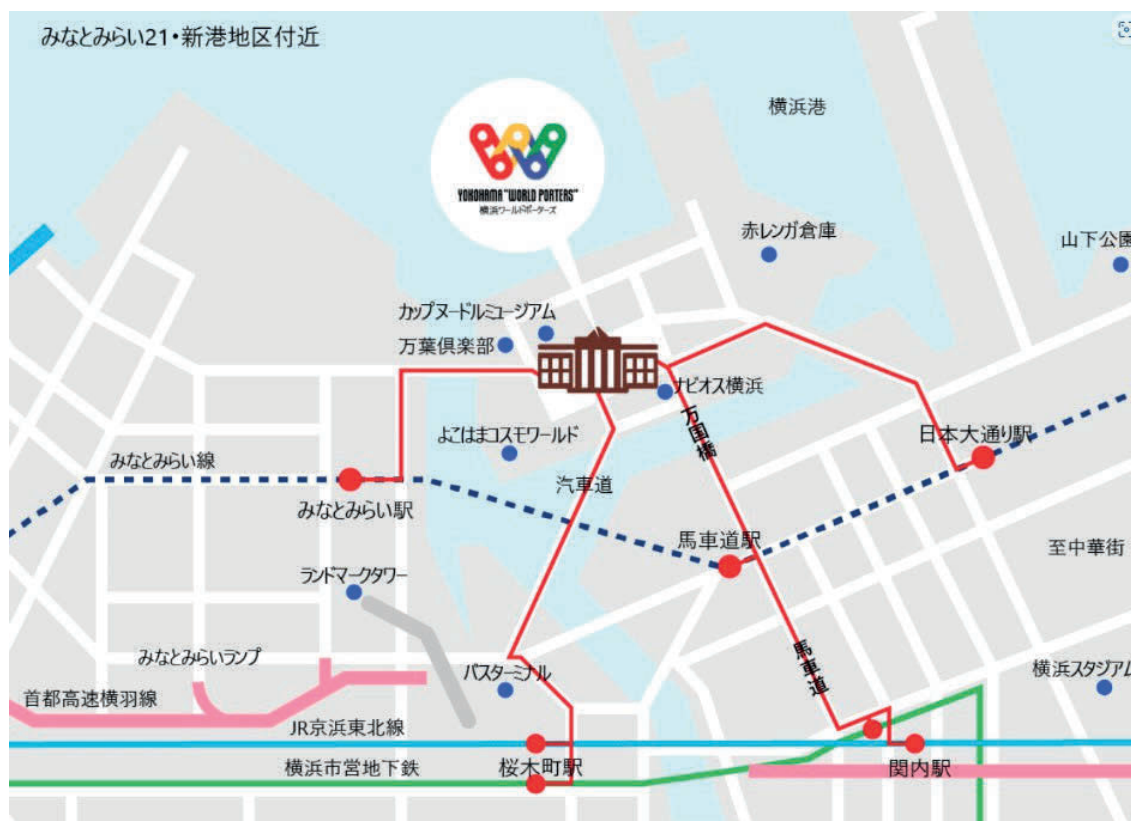 みなとみらい21・新港地区付近
横浜港
YOKOHAMA "WORLD PORTERS"
横浜ワールドポーターズ
赤レンガ倉庫
山下公園
カップヌードルミュージアム
万葉倶楽部
ナビオス横浜
万国橋
よこはまコスモワールド
日本大通り駅
みなとみらい線
汽車道
みなとみらい駅
馬車道駅
至中華街
ランドマークタワー
馬車道
みなとみらいランプ
バスターミナル
横浜スタジアム
首都高速横羽線
JR京浜東北線
横浜市営地下鉄
桜木町駅
関内駅